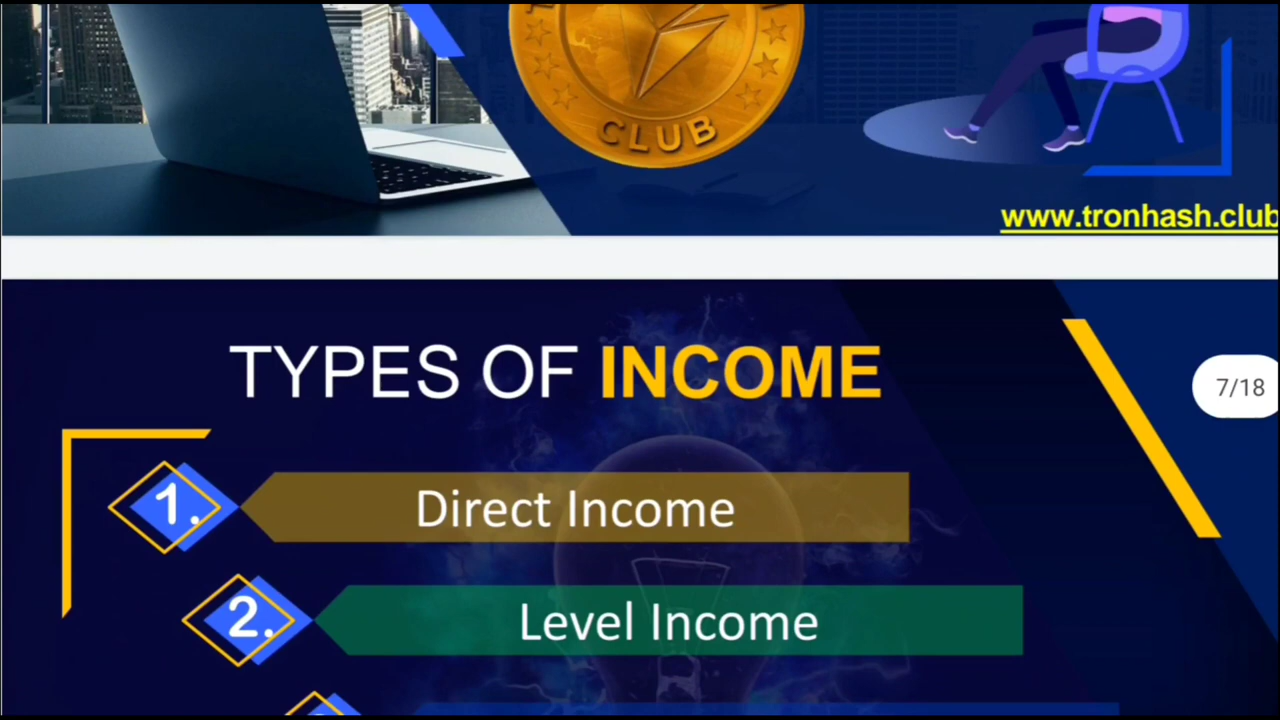 CLUB
www.tronhash.club
TYPES OF INCOME
7/18
1. Direct Income
2. Level Income